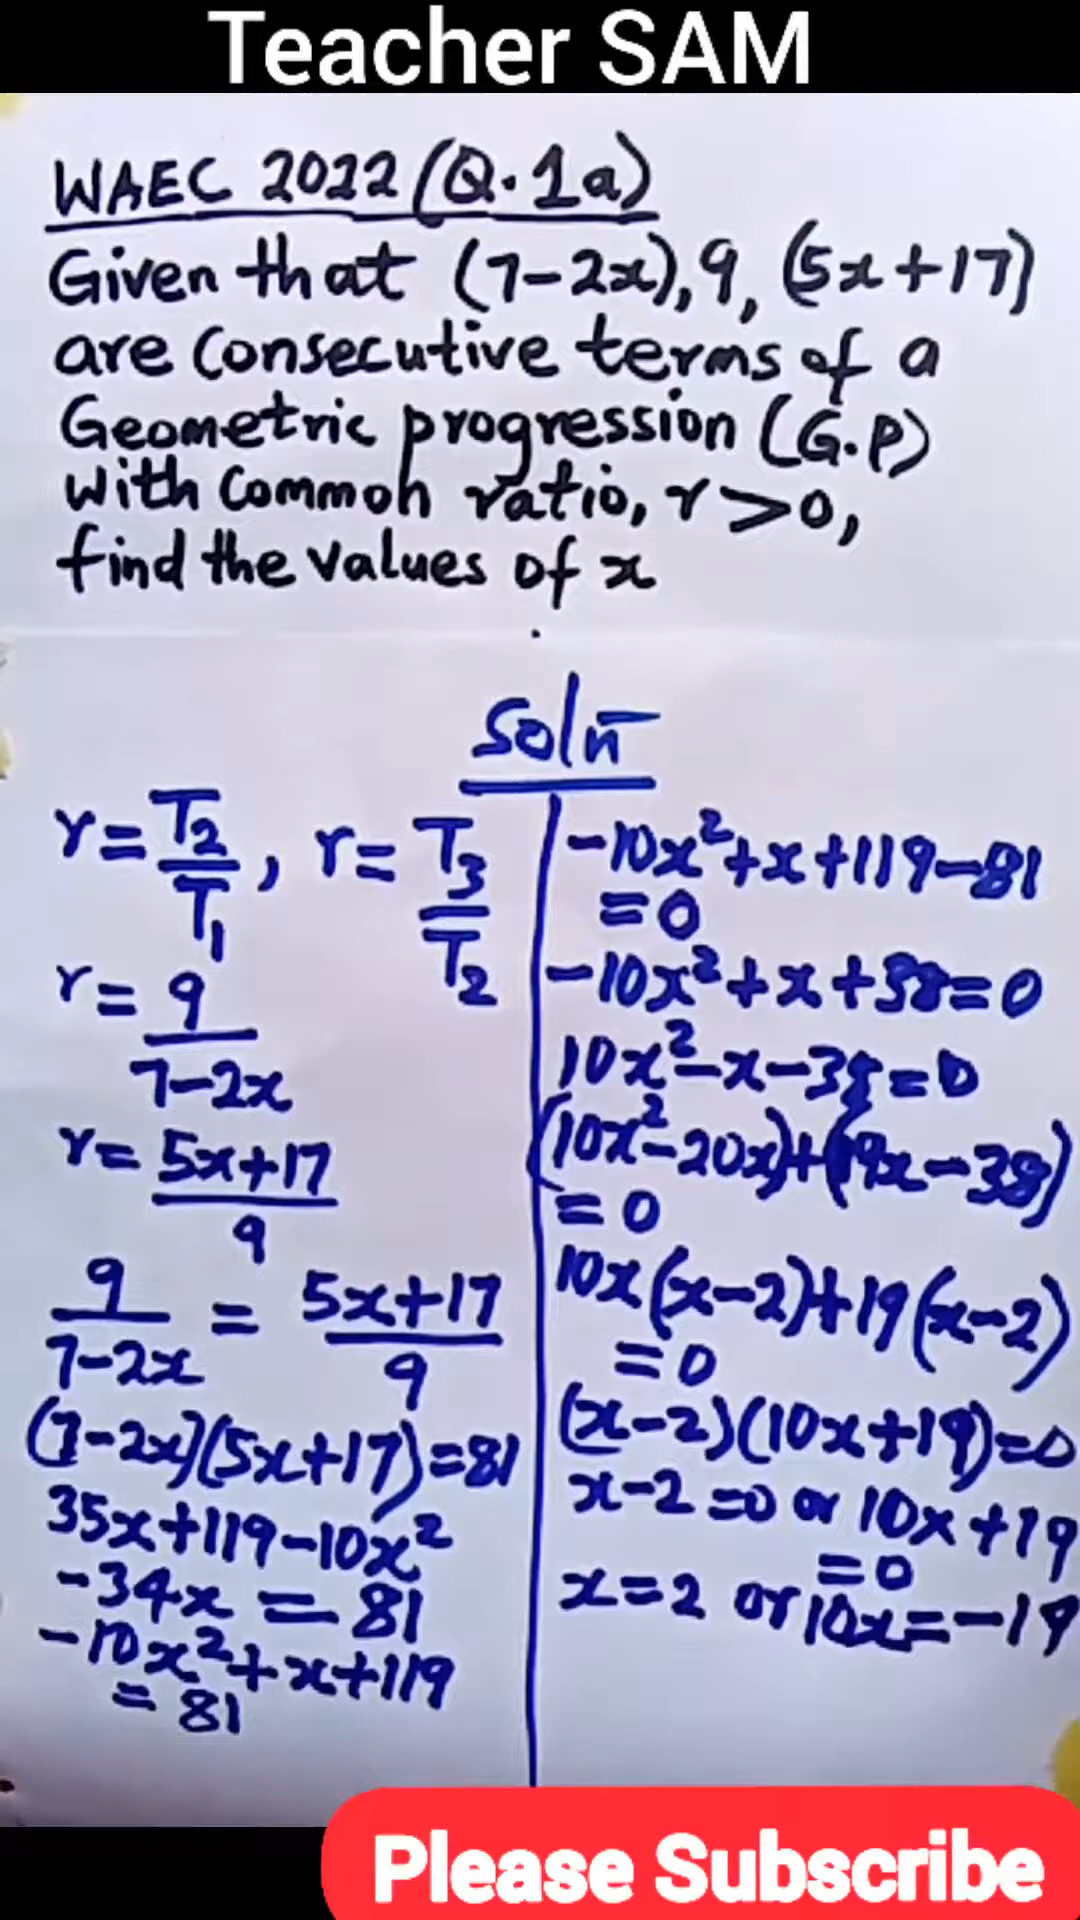 Teacher SAM
WAEC 2022 (Q.1a)
Given that (7-2x), 9, (5x+17)
are consecutive terms of a
Geometric progression (G.P)
with common ratio, r>0,
find the values of x
Soln
r = T₂/T₁, r = T₃/T₂
r = 9/7-2x
r = 5x+17/9
9/7-2x = 5x+17/9
(7-2x)(5x+17)=81
35x+119-10x²
-34x = 81
-10x²+x+119
= 81
-10x²+x+119-81
=0
-10x²+x+38=0
10x²-x-38=0
(10x²-20x)+(19x-38)
=0
10x(x-2)+19(x-2)
=0
(x-2)(10x+19)=0
x-2=0 or 10x+19
=0
x=2 or 10x=-19
Please Subscribe